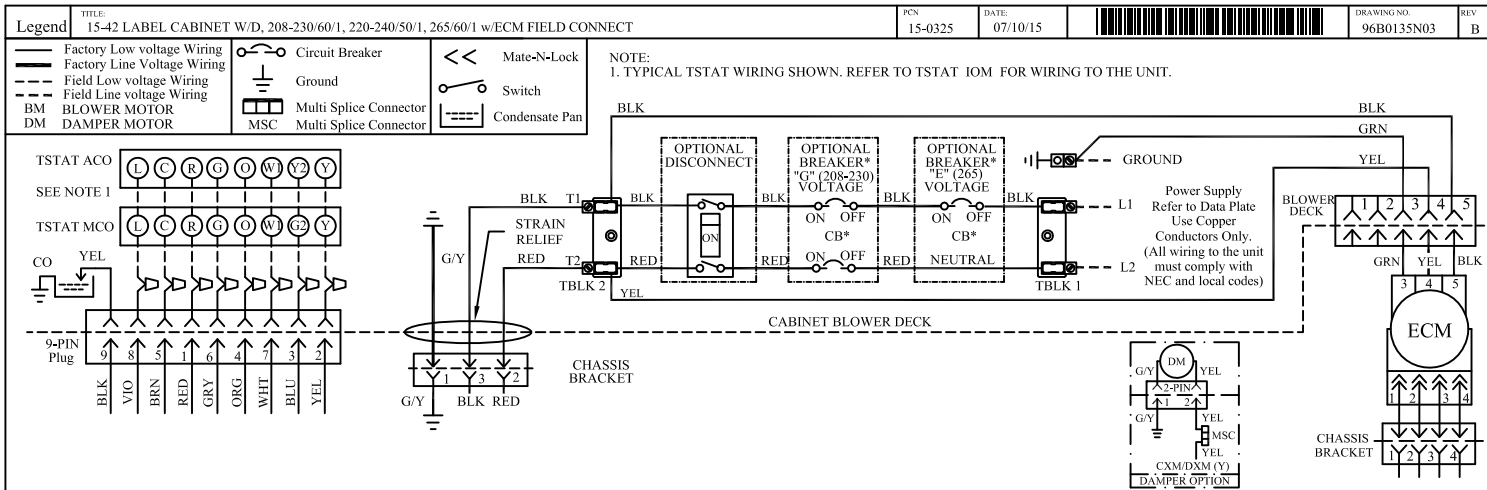 Legend
TITLE:
15-42 LABEL CABINET W/D, 208-230/60/1, 220-240/50/1, 265/60/1 w/ECM FIELD CONNECT
PCN
15-0325
DATE:
07/10/15
DRAWING NO.
96B0135N03
REV
B
Factory Low voltage Wiring
Factory Line Voltage Wiring
Field Low voltage Wiring
Field Line voltage Wiring
BM BLOWER MOTOR
DM DAMPER MOTOR
Circuit Breaker
Ground
Multi Splice Connector
MSC Multi Splice Connector
<< Mate-N-Lock
Switch
Condensate Pan
NOTE:
1. TYPICAL TSTAT WIRING SHOWN. REFER TO TSTAT IOM FOR WIRING TO THE UNIT.
TSTAT ACO
L C R G O W1 Y2 Y
SEE NOTE 1
TSTAT MCO
L C R G O W1 G2 Y
CO
YEL
9-PIN
Plug
9 8 5 1 6 4 7 3 2
BLK VIO BRN RED GRY ORG WHT BLU YEL
G/Y
STRAIN
RELIEF
BLK T1
RED T2
TBLK 2
1 3 2
G/Y BLK RED
CHASSIS
BRACKET
BLK
BLK
GRN
YEL
YEL
OPTIONAL
DISCONNECT
ON
BLK
RED
OPTIONAL
BREAKER*
"G" (208-230)
VOLTAGE
BLK
BLK
ON OFF
CB*
ON OFF
RED
RED
OPTIONAL
BREAKER*
"E" (265)
VOLTAGE
BLK
ON OFF
CB*
NEUTRAL
TBLK 1
GROUND
L1
L2
Power Supply
Refer to Data Plate
Use Copper
Conductors Only.
(All wiring to the unit
must comply with
NEC and local codes)
CABINET BLOWER DECK
BLOWER
DECK
1 2 3 4 5
GRN YEL BLK
3 4 5
ECM
1 2 3 4
CHASSIS
BRACKET
1 2 3 4
DM
G/Y YEL
2-PIN
1 2
G/Y YEL
MSC
YEL
CXM/DXM (Y)
DAMPER OPTION